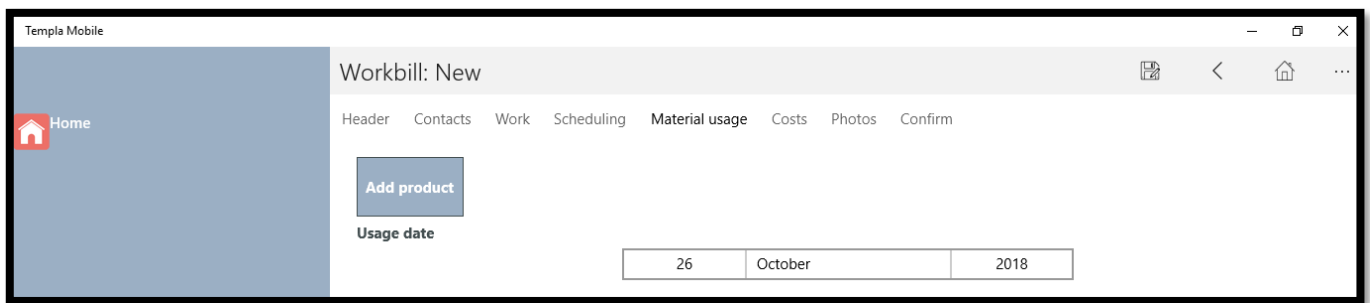 Templa Mobile
Workbill: New
Home
Header Contacts Work Scheduling Material usage Costs Photos Confirm
Add product
Usage date
26 October 2018